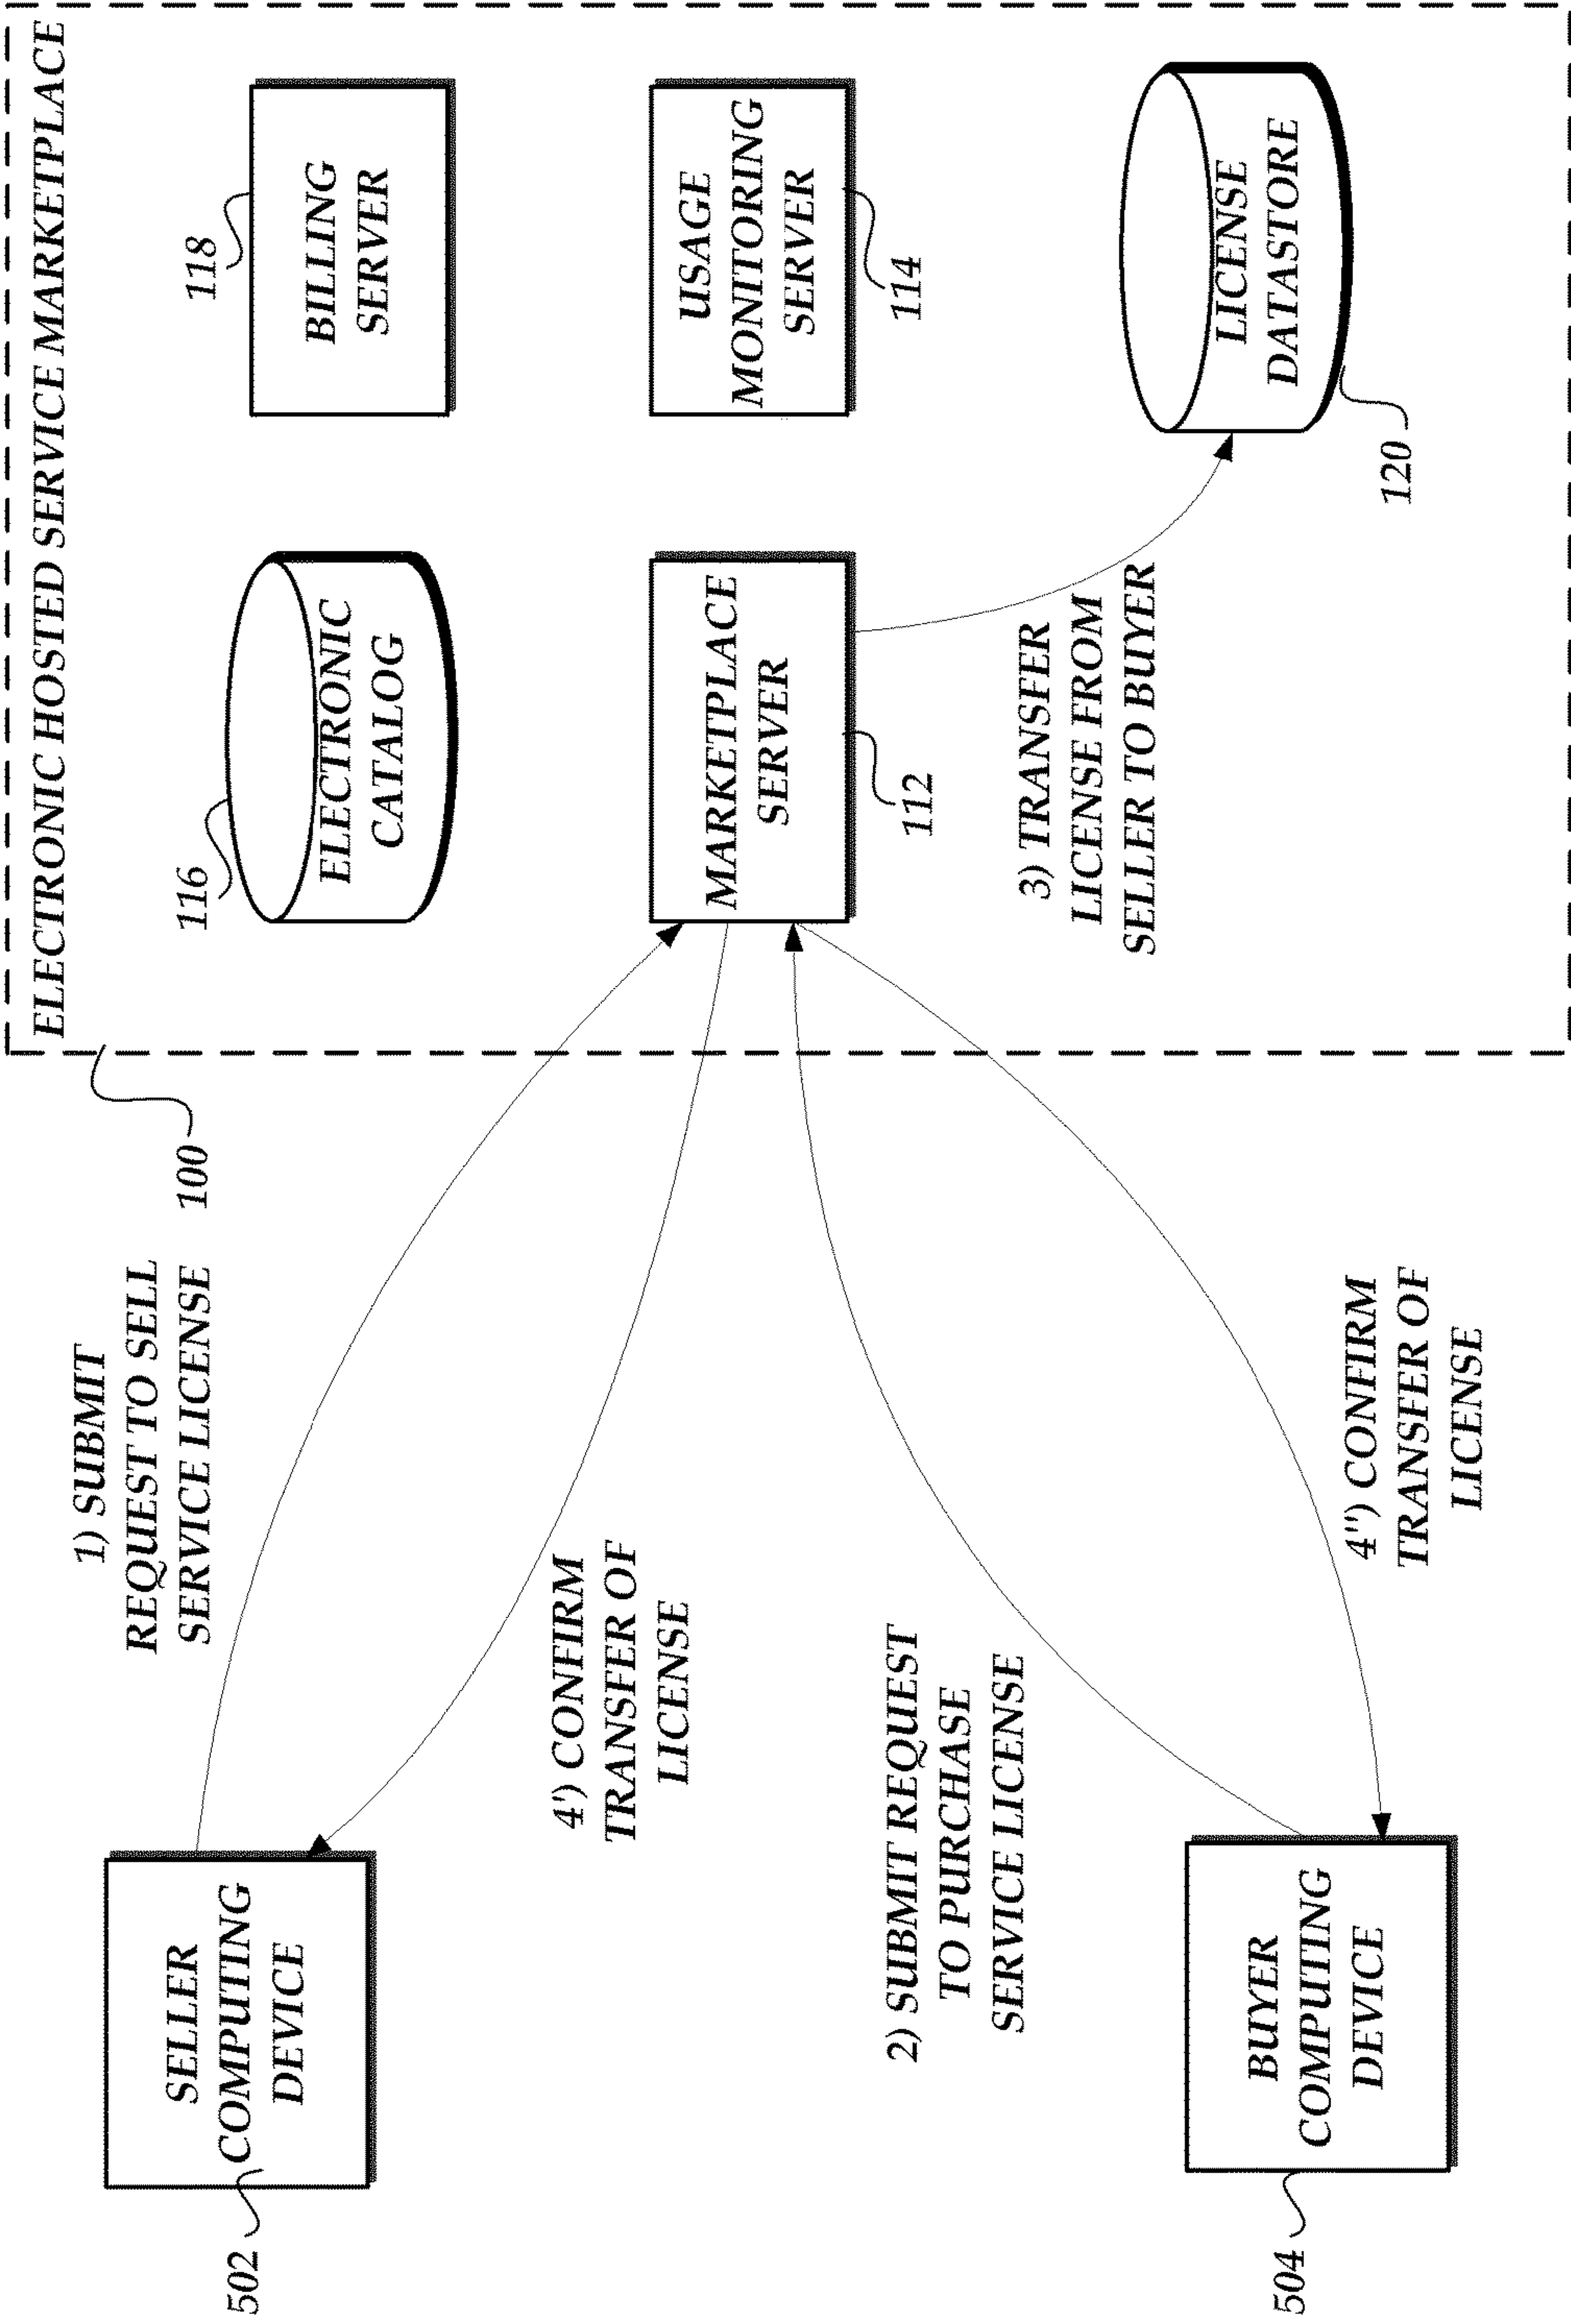 ELECTRONIC HOSTED SERVICE MARKETPLACE
1) SUBMIT
REQUEST TO SELL
SERVICE LICENSE
100
116
ELECTRONIC
CATALOG
118
BILLING
SERVER
502
SELLER
COMPUTING
DEVICE
4') CONFIRM
TRANSFER OF
LICENSE
MARKETPLACE
SERVER
112
USAGE
MONITORING
SERVER
114
2) SUBMIT REQUEST
TO PURCHASE
SERVICE LICENSE
3) TRANSFER
LICENSE FROM
SELLER TO BUYER
LICENSE
DATASTORE
120
504
BUYER
COMPUTING
DEVICE
4'') CONFIRM
TRANSFER OF
LICENSE